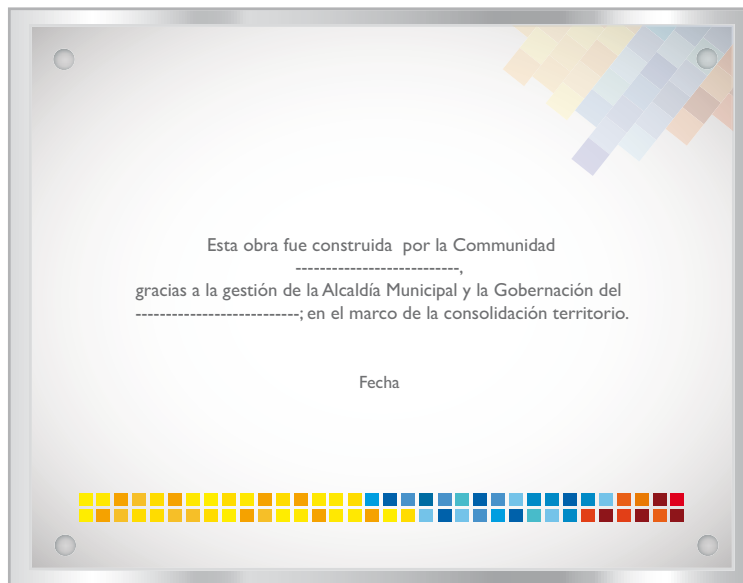 Esta obra fue construida  por la Communidad
---------------------------,
gracias a la gestión de la Alcaldía Municipal y la Gobernación del
---------------------------; en el marco de la consolidación territorio.
Fecha